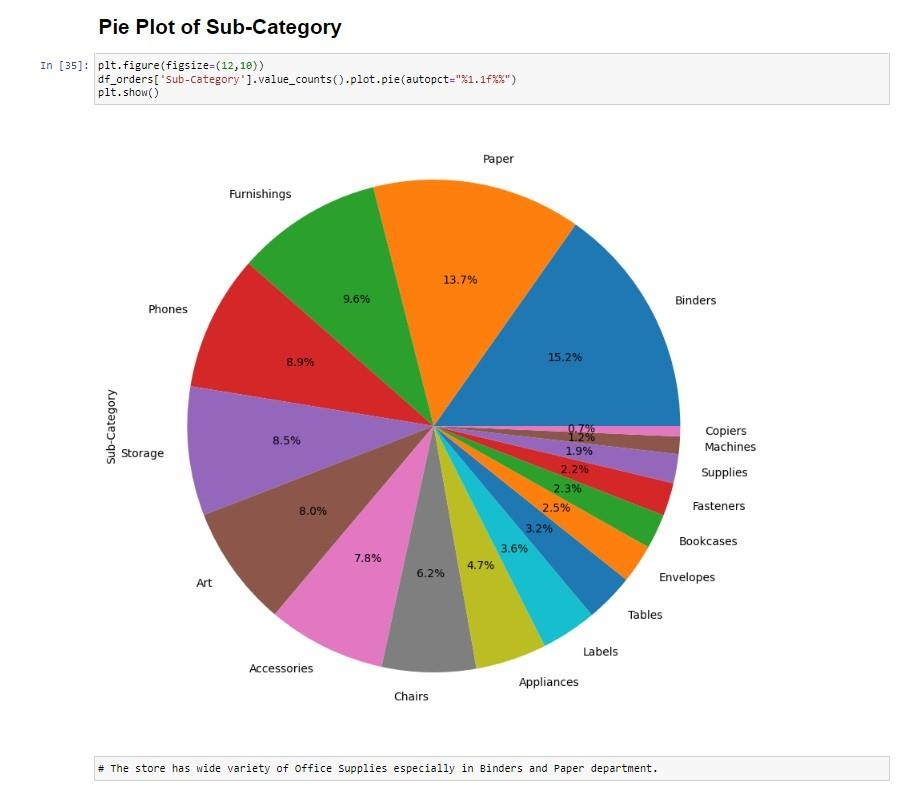 Pie Plot of Sub-Category
In [35]:
plt.figure(figsize=(12,10))
df_orders['Sub-Category'].value_counts().plot.pie(autopct="%1.1f%%")
plt.show()
Paper
Furnishings
13.7%
9.6%
Binders
Phones
15.2%
8.9%
Sub-Category
Storage
8.5%
0.7%
Copiers
1.2%
Machines
1.9%
Supplies
2.2%
Fasteners
2.3%
Bookcases
2.5%
Envelopes
3.2%
Tables
3.6%
Labels
4.7%
Appliances
6.2%
Chairs
7.8%
Accessories
8.0%
Art
# The store has wide variety of Office Supplies especially in Binders and Paper department.